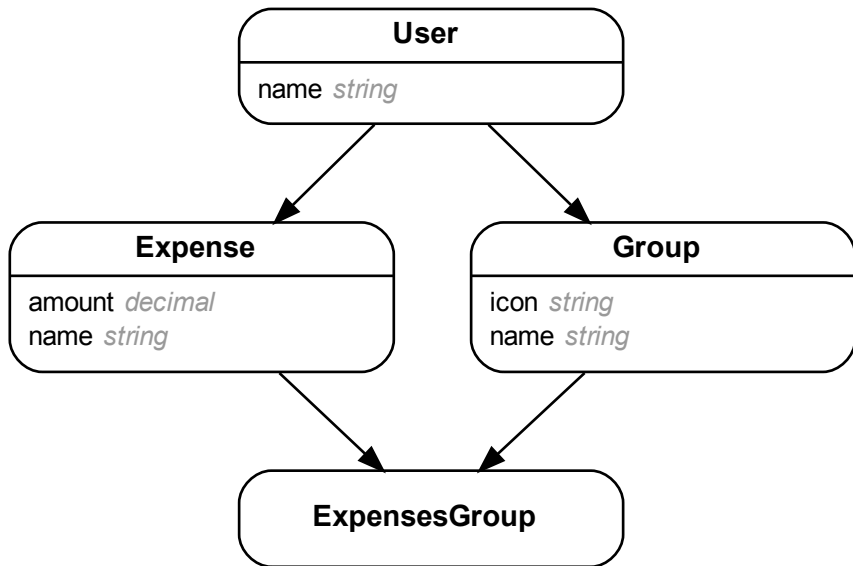 User
name string
Expense
amount decimal
name string
Group
icon string
name string
ExpensesGroup